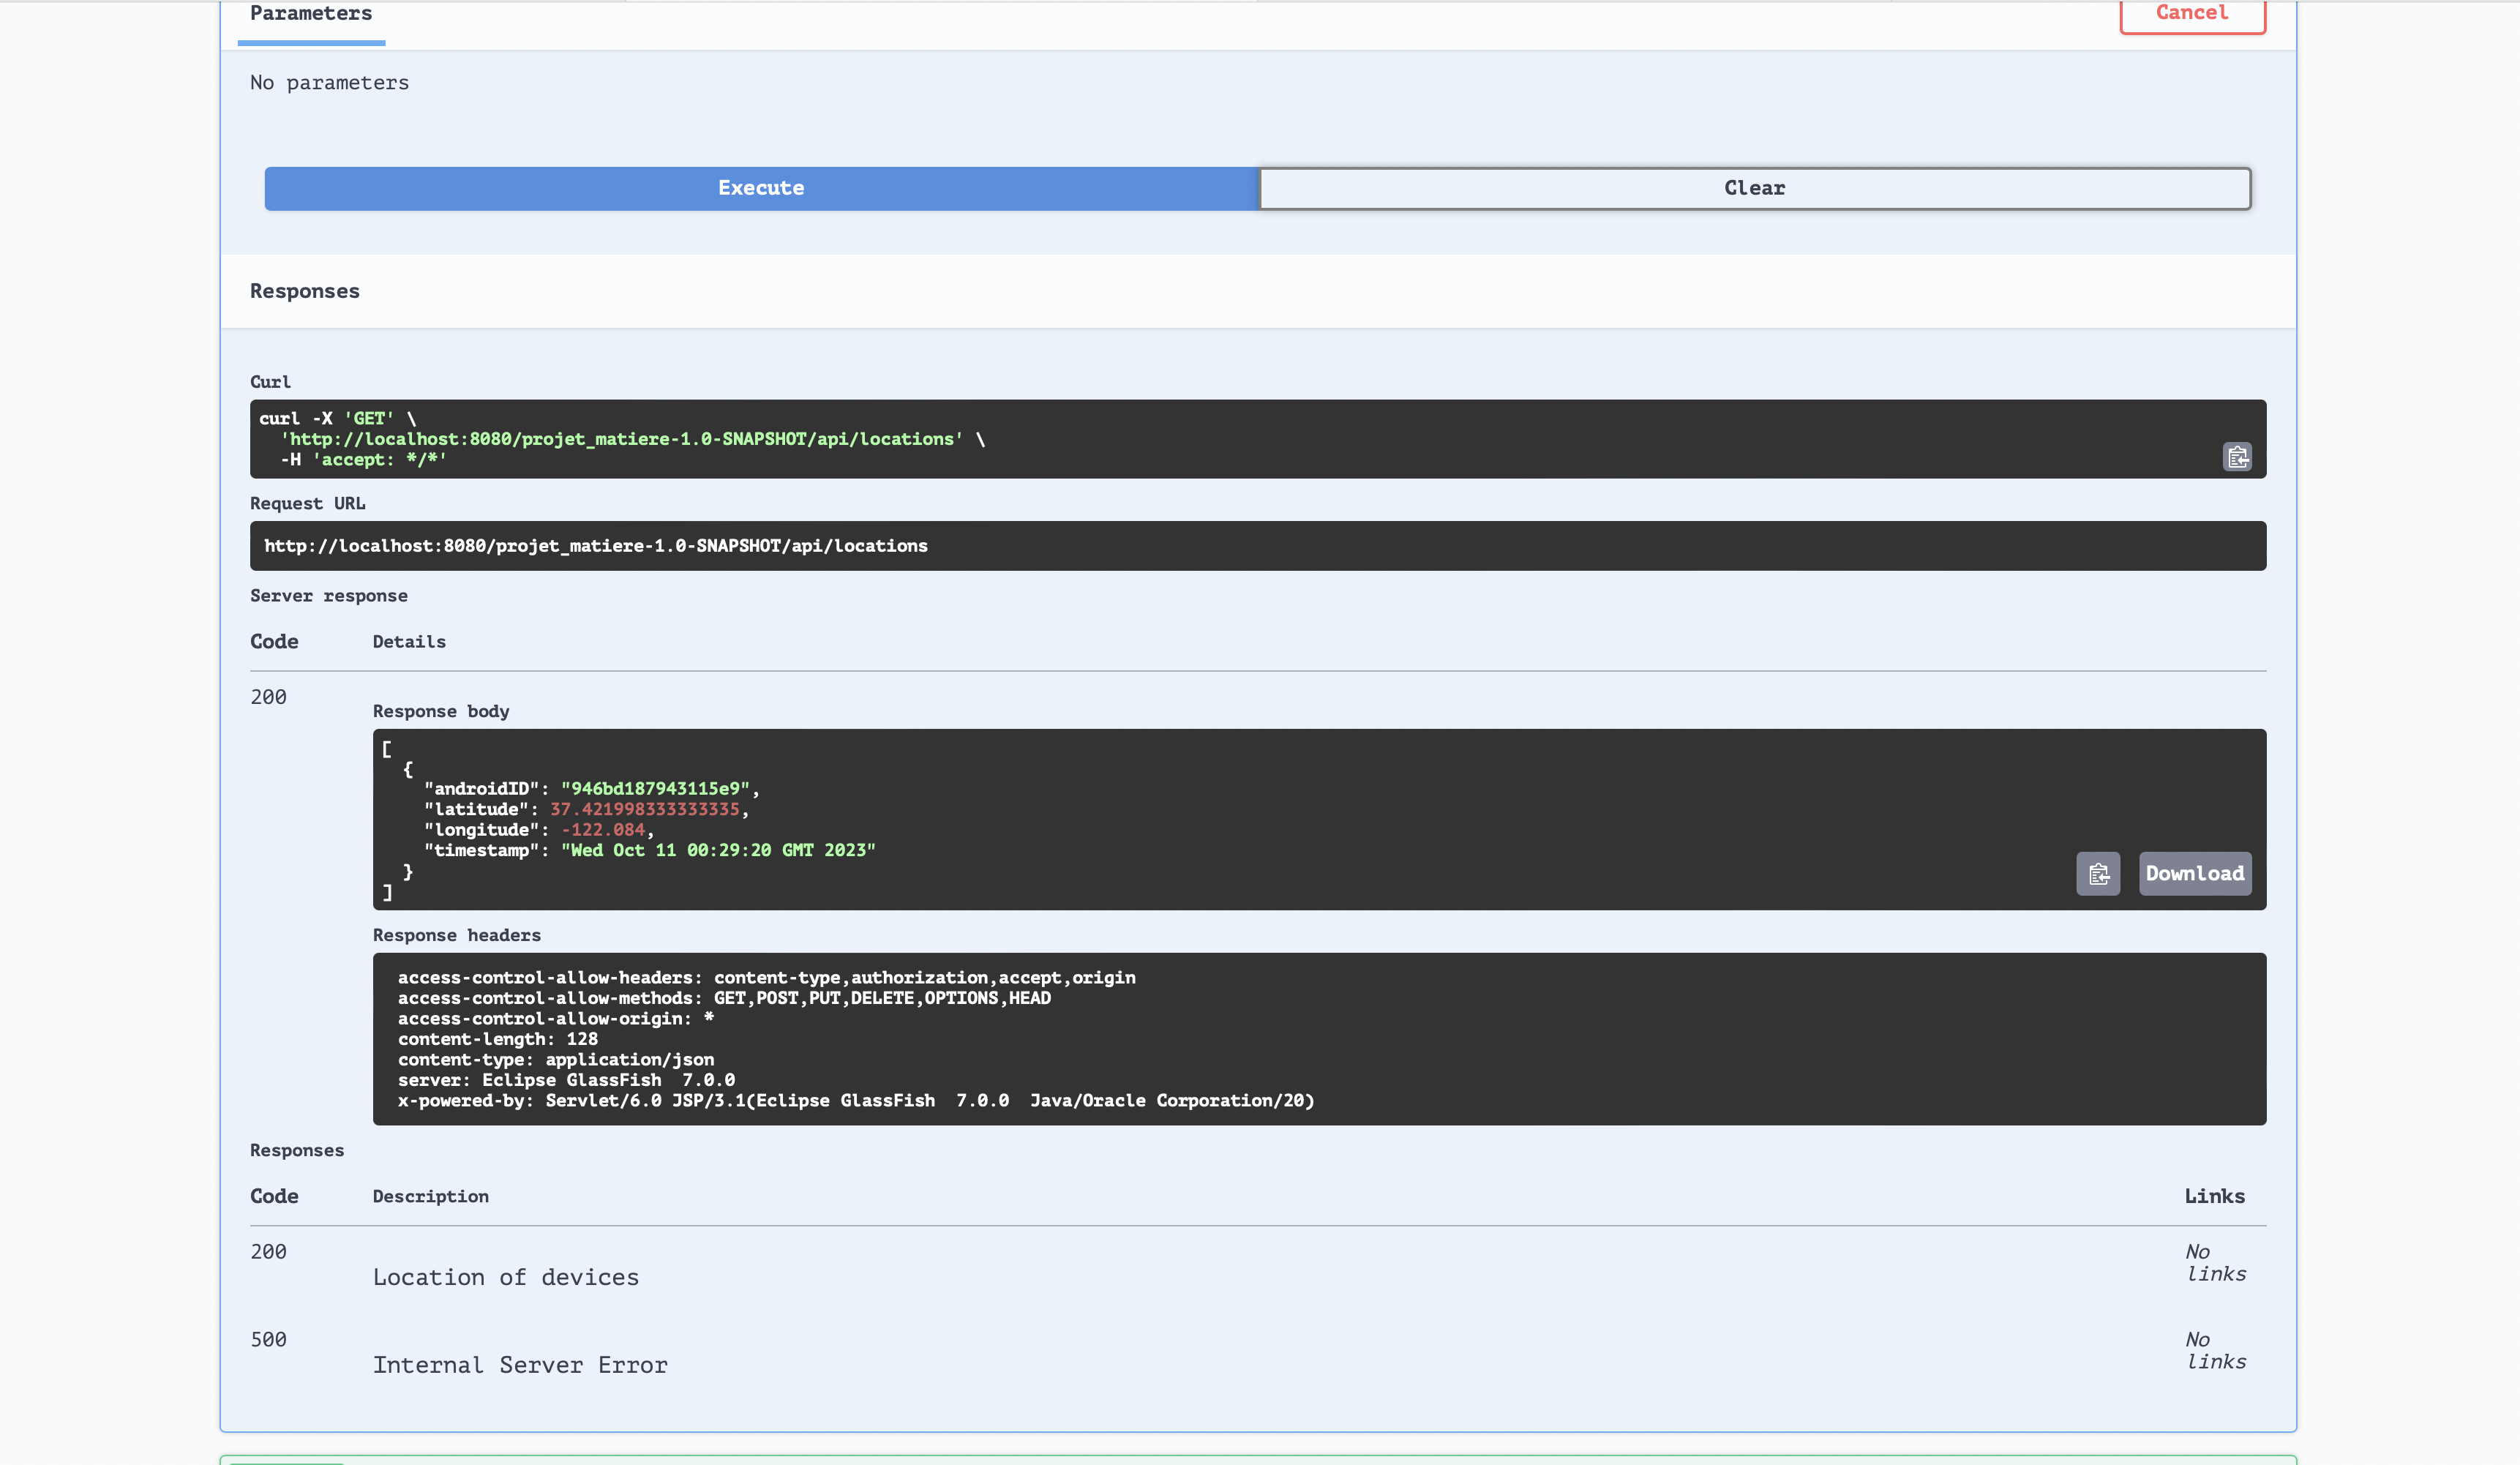 Parameters
Cancel
No parameters
Execute
Clear
Responses
Curl
curl -X 'GET' \
  'http://localhost:8080/projet_matiere-1.0-SNAPSHOT/api/locations' \
  -H 'accept: */*'
Request URL
http://localhost:8080/projet_matiere-1.0-SNAPSHOT/api/locations
Server response
Code Details
200
Response body
[
  {
    "androidID": "946bd187943115e9",
    "latitude": 37.421998333333335,
    "longitude": -122.084,
    "timestamp": "Wed Oct 11 00:29:20 GMT 2023"
  }
]
Download
Response headers
access-control-allow-headers: content-type,authorization,accept,origin
access-control-allow-methods: GET,POST,PUT,DELETE,OPTIONS,HEAD
access-control-allow-origin: *
content-length: 128
content-type: application/json
server: Eclipse GlassFish  7.0.0
x-powered-by: Servlet/6.0 JSP/3.1(Eclipse GlassFish  7.0.0  Java/Oracle Corporation/20)
Responses
Code Description Links
200
Location of devices
No
links
500
Internal Server Error
No
links